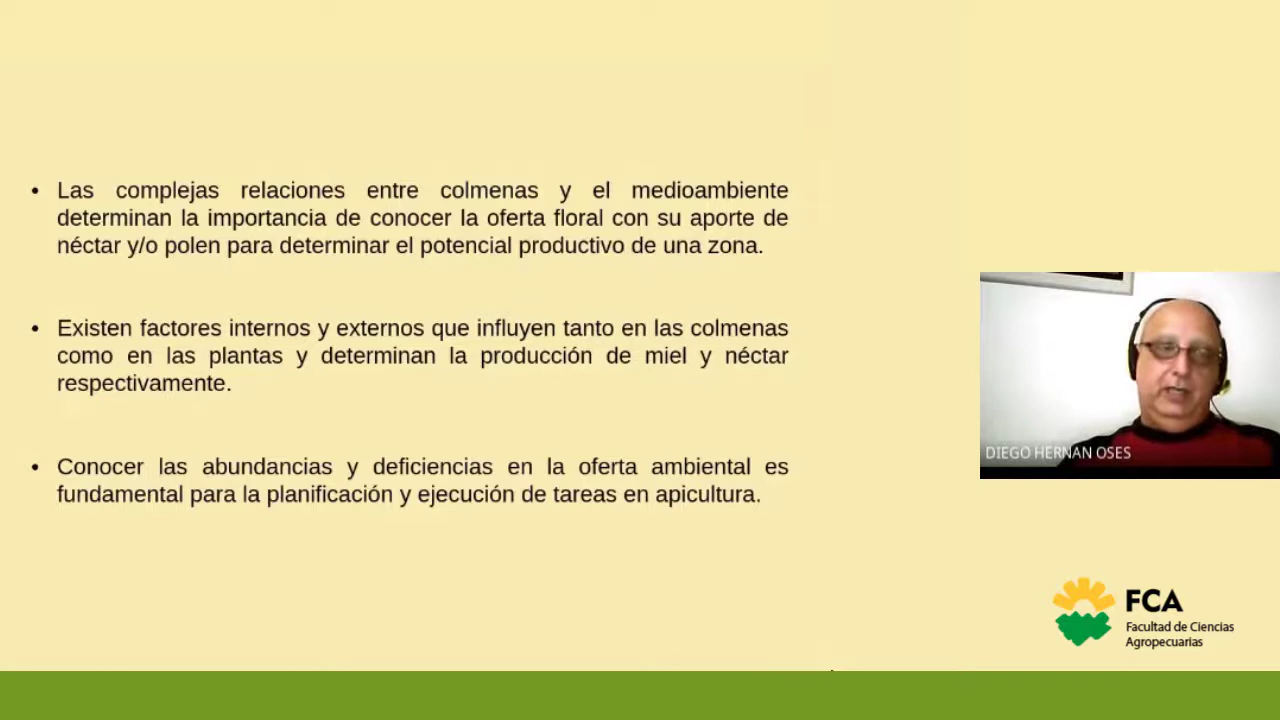 • Las complejas relaciones entre colmenas y el medioambiente
determinan la importancia de conocer la oferta floral con su aporte de
néctar y/o polen para determinar el potencial productivo de una zona.
• Existen factores internos y externos que influyen tanto en las colmenas
como en las plantas y determinan la producción de miel y néctar
respectivamente.
• Conocer las abundancias y deficiencias en la oferta ambiental es
fundamental para la planificación y ejecución de tareas en apicultura.
DIEGO HERNAN OSES
FCA
Facultad de Ciencias
Agropecuarias